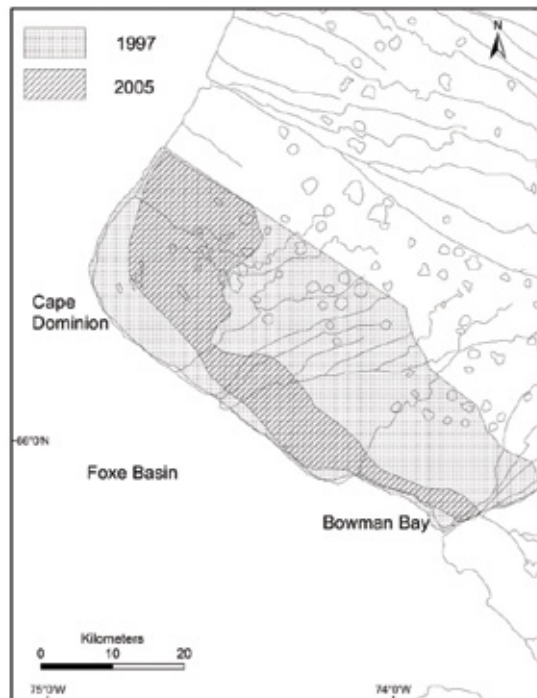 1997
N
2005
Cape
Dominion
66°0'N
Foxe Basin
Bowman Bay
Kilometers
0 10 20
75°0'W
74°0'W